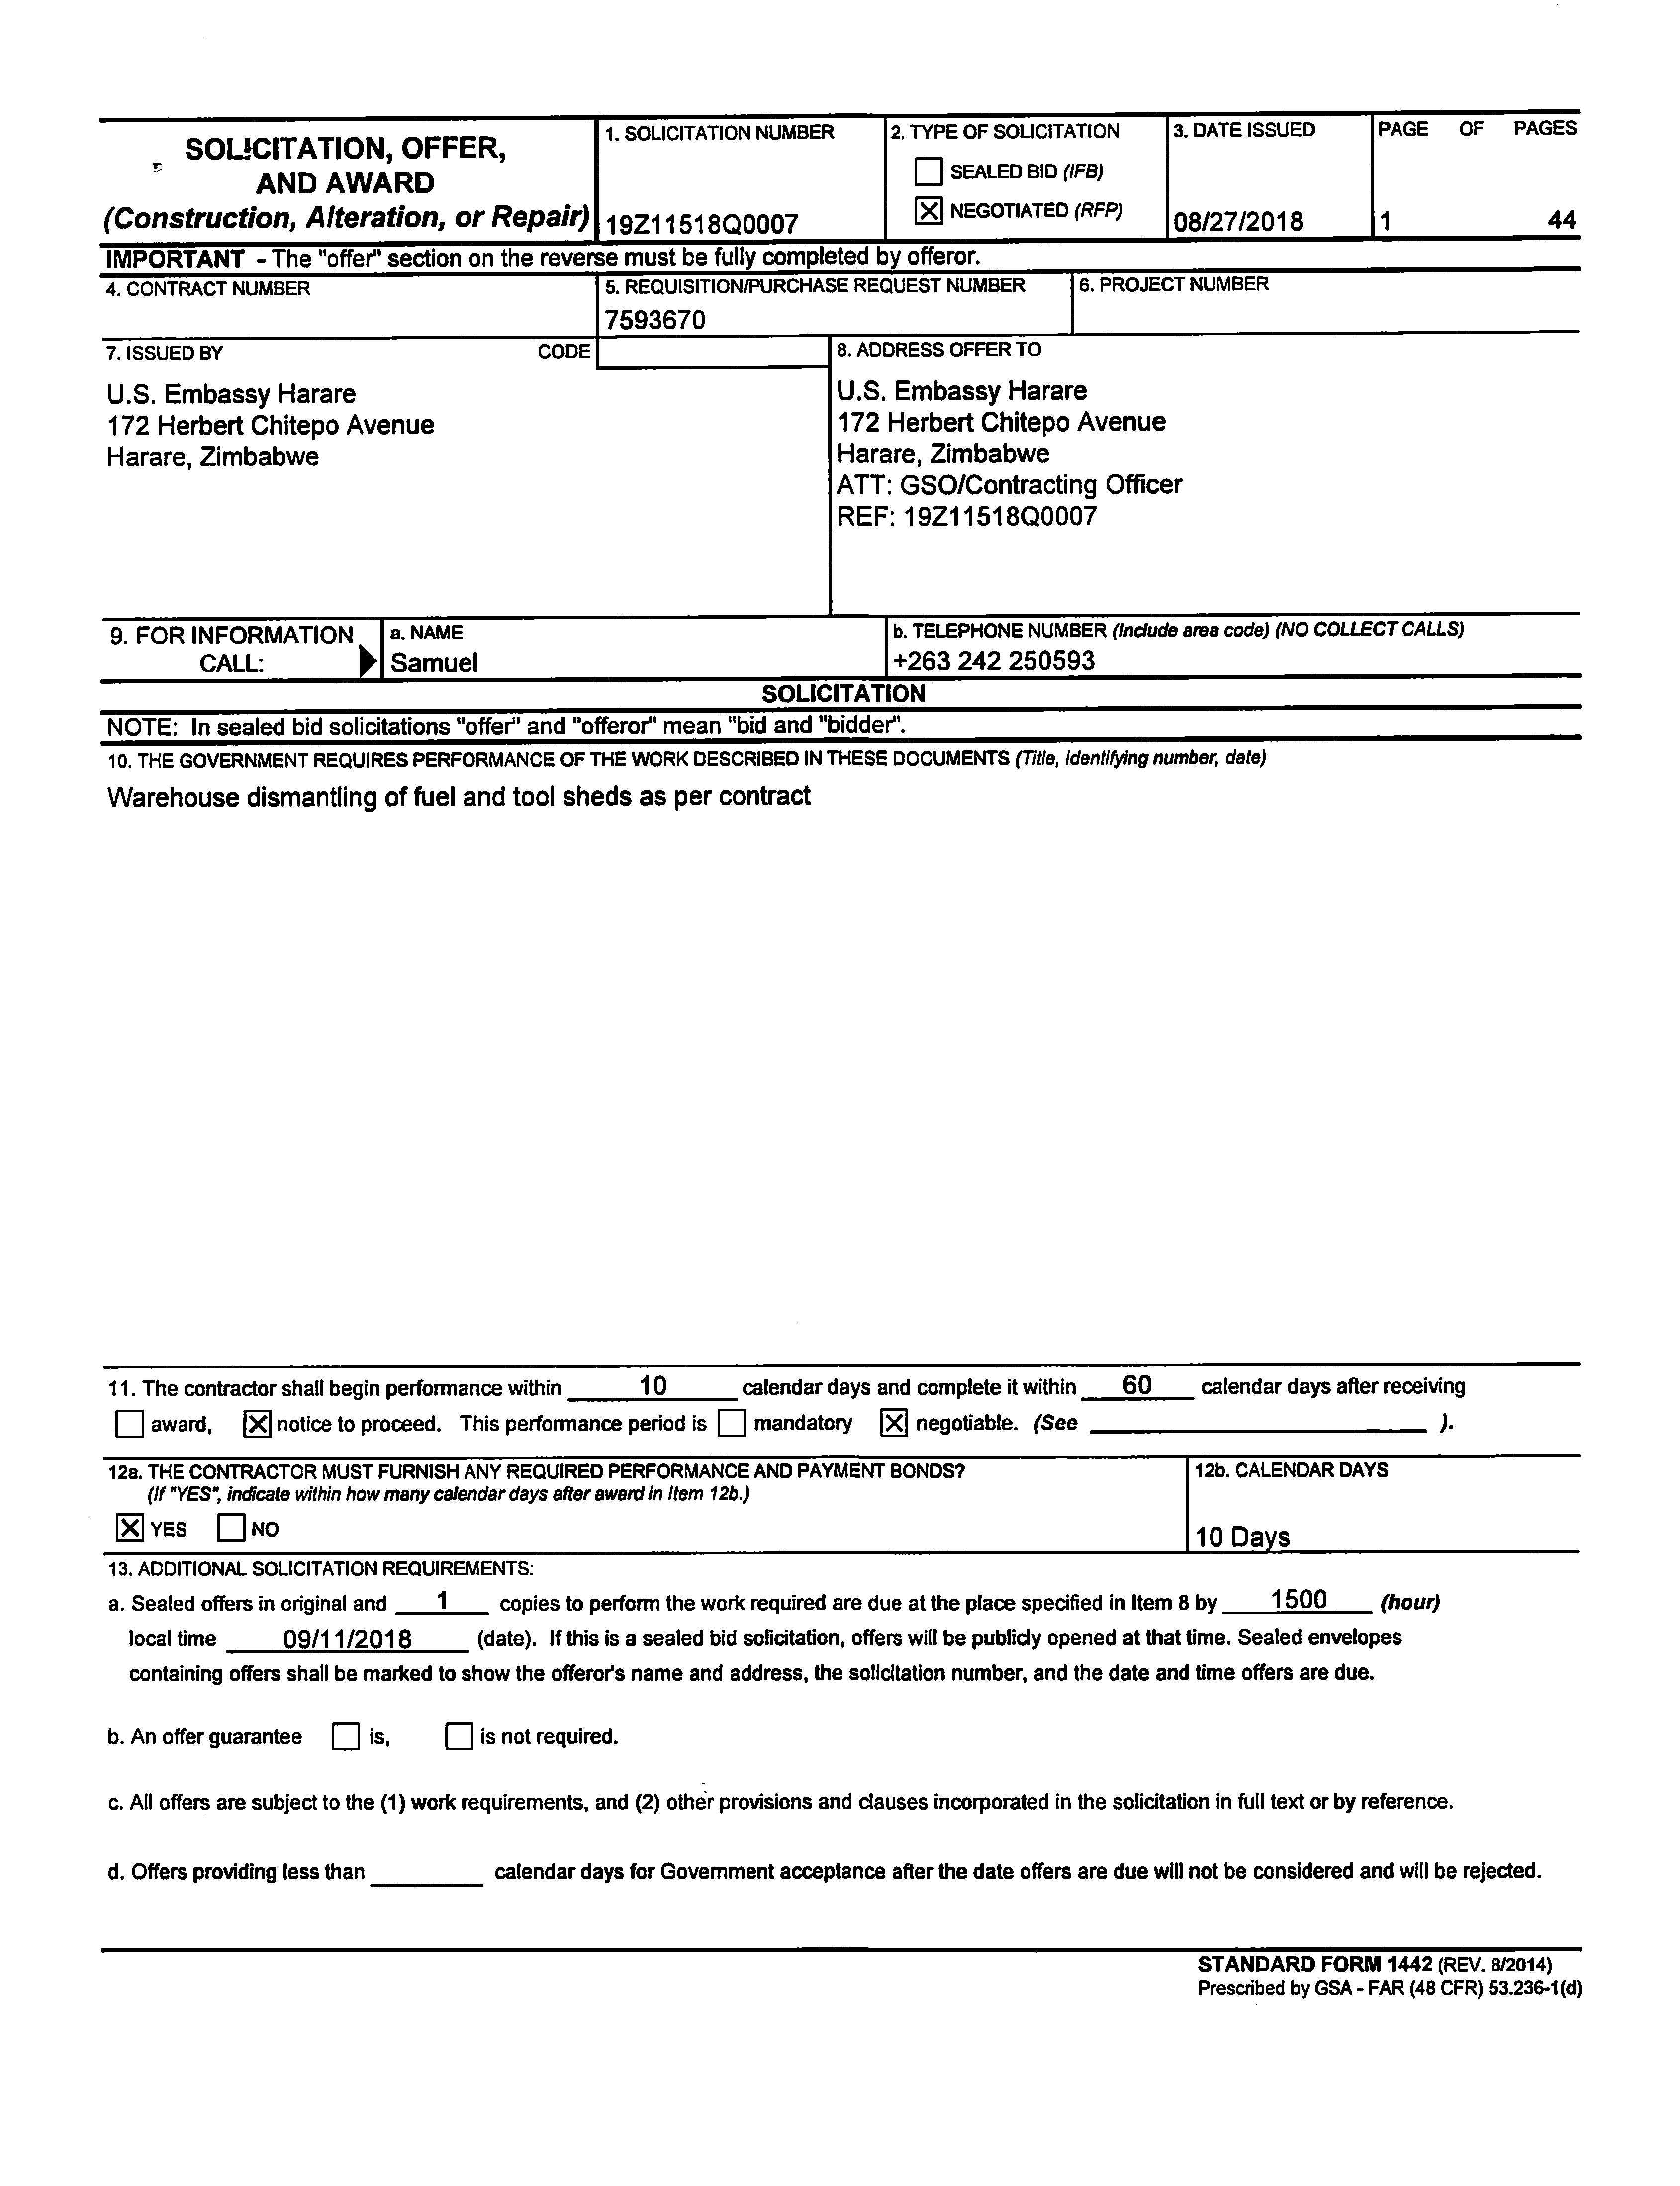 SOLICITATION, OFFER,
AND AWARD
(Construction, Alteration, or Repair)
1. SOLICITATION NUMBER
19Z11518Q0007
2. TYPE OF SOLICITATION
SEALED BID (IFB)
NEGOTIATED (RFP)
3. DATE ISSUED
08/27/2018
PAGE OF PAGES
1 44
IMPORTANT - The "offer" section on the reverse must be fully completed by offeror.
4. CONTRACT NUMBER
5. REQUISITION/PURCHASE REQUEST NUMBER
7593670
6. PROJECT NUMBER
7. ISSUED BY CODE
U.S. Embassy Harare
172 Herbert Chitepo Avenue
Harare, Zimbabwe
8. ADDRESS OFFER TO
U.S. Embassy Harare
172 Herbert Chitepo Avenue
Harare, Zimbabwe
ATT: GSO/Contracting Officer
REF: 19Z11518Q0007
9. FOR INFORMATION
CALL:
a. NAME
Samuel
b. TELEPHONE NUMBER (Include area code) (NO COLLECT CALLS)
+263 242 250593
SOLICITATION
NOTE: In sealed bid solicitations "offer" and "offeror" mean "bid and "bidder".
10. THE GOVERNMENT REQUIRES PERFORMANCE OF THE WORK DESCRIBED IN THESE DOCUMENTS (Title, identifying number, date)
Warehouse dismantling of fuel and tool sheds as per contract
11. The contractor shall begin performance within 10 calendar days and complete it within 60 calendar days after receiving
award, notice to proceed. This performance period is mandatory negotiable. (See ).
12a. THE CONTRACTOR MUST FURNISH ANY REQUIRED PERFORMANCE AND PAYMENT BONDS?
(If "YES", indicate within how many calendar days after award in Item 12b.)
YES NO
12b. CALENDAR DAYS
10 Days
13. ADDITIONAL SOLICITATION REQUIREMENTS:
a. Sealed offers in original and 1 copies to perform the work required are due at the place specified in Item 8 by 1500 (hour)
local time 09/11/2018 (date). If this is a sealed bid solicitation, offers will be publicly opened at that time. Sealed envelopes
containing offers shall be marked to show the offeror's name and address, the solicitation number, and the date and time offers are due.
b. An offer guarantee is, is not required.
c. All offers are subject to the (1) work requirements, and (2) other provisions and clauses incorporated in the solicitation in full text or by reference.
d. Offers providing less than calendar days for Government acceptance after the date offers are due will not be considered and will be rejected.
STANDARD FORM 1442 (REV. 8/2014)
Prescribed by GSA - FAR (48 CFR) 53.236-1(d)